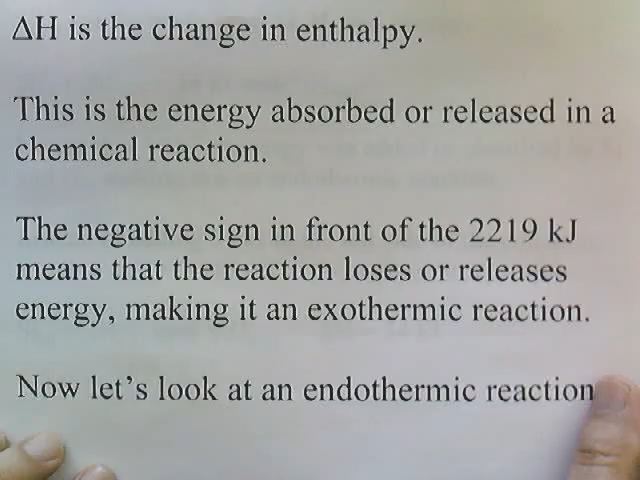 ΔH is the change in enthalpy.
This is the energy absorbed or released in a
chemical reaction.
The negative sign in front of the 2219 kJ
means that the reaction loses or releases
energy, making it an exothermic reaction.
Now let's look at an endothermic reaction